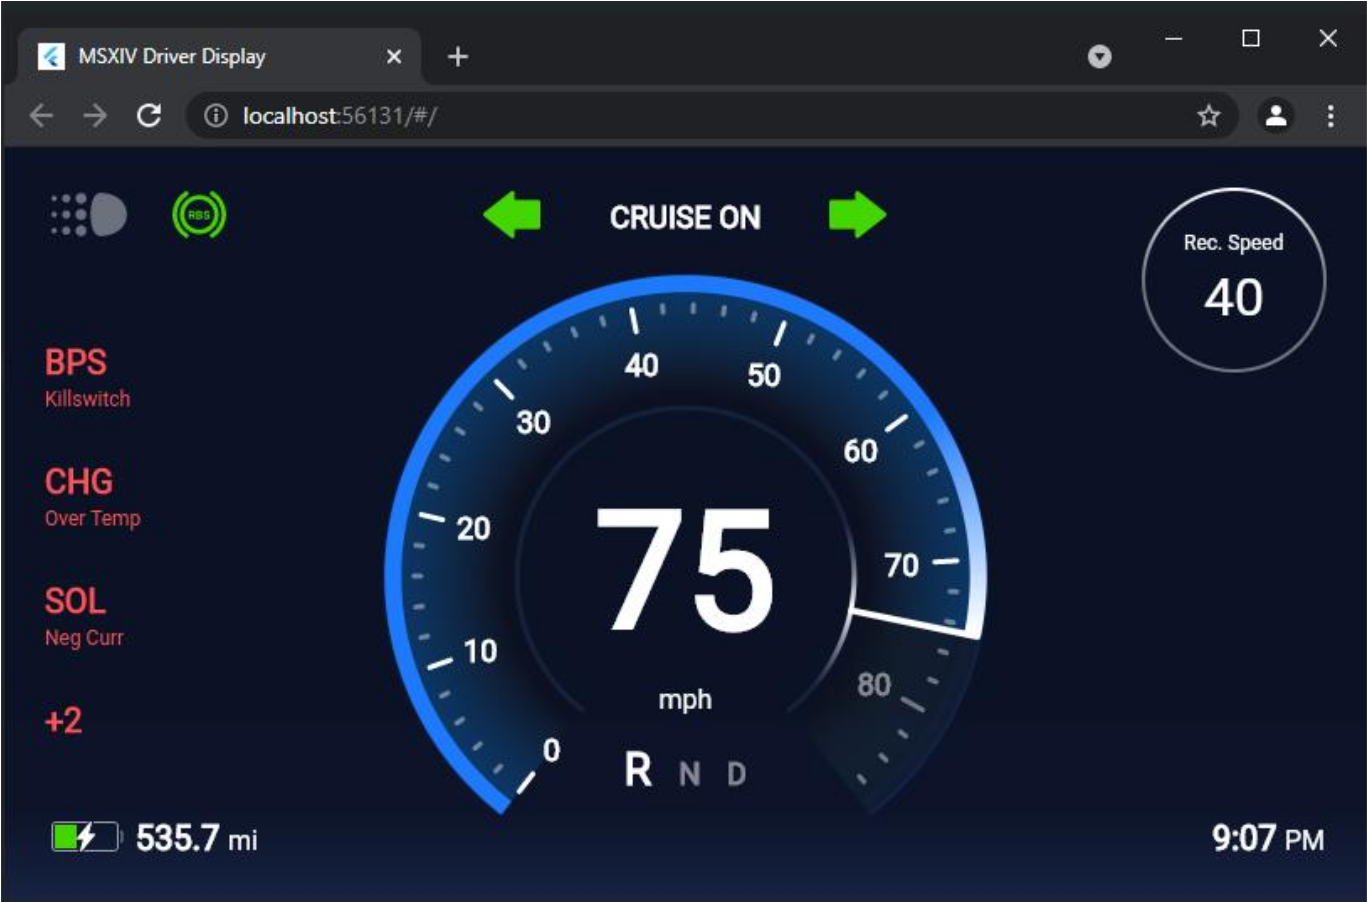 MSXIV Driver Display
localhost:56131/#/
RBS
CRUISE ON
Rec. Speed
40
BPS
Killswitch
CHG
Over Temp
SOL
Neg Curr
+2
0
10
20
30
40
50
60
70
80
75
mph
R N D
535.7 mi
9:07 PM